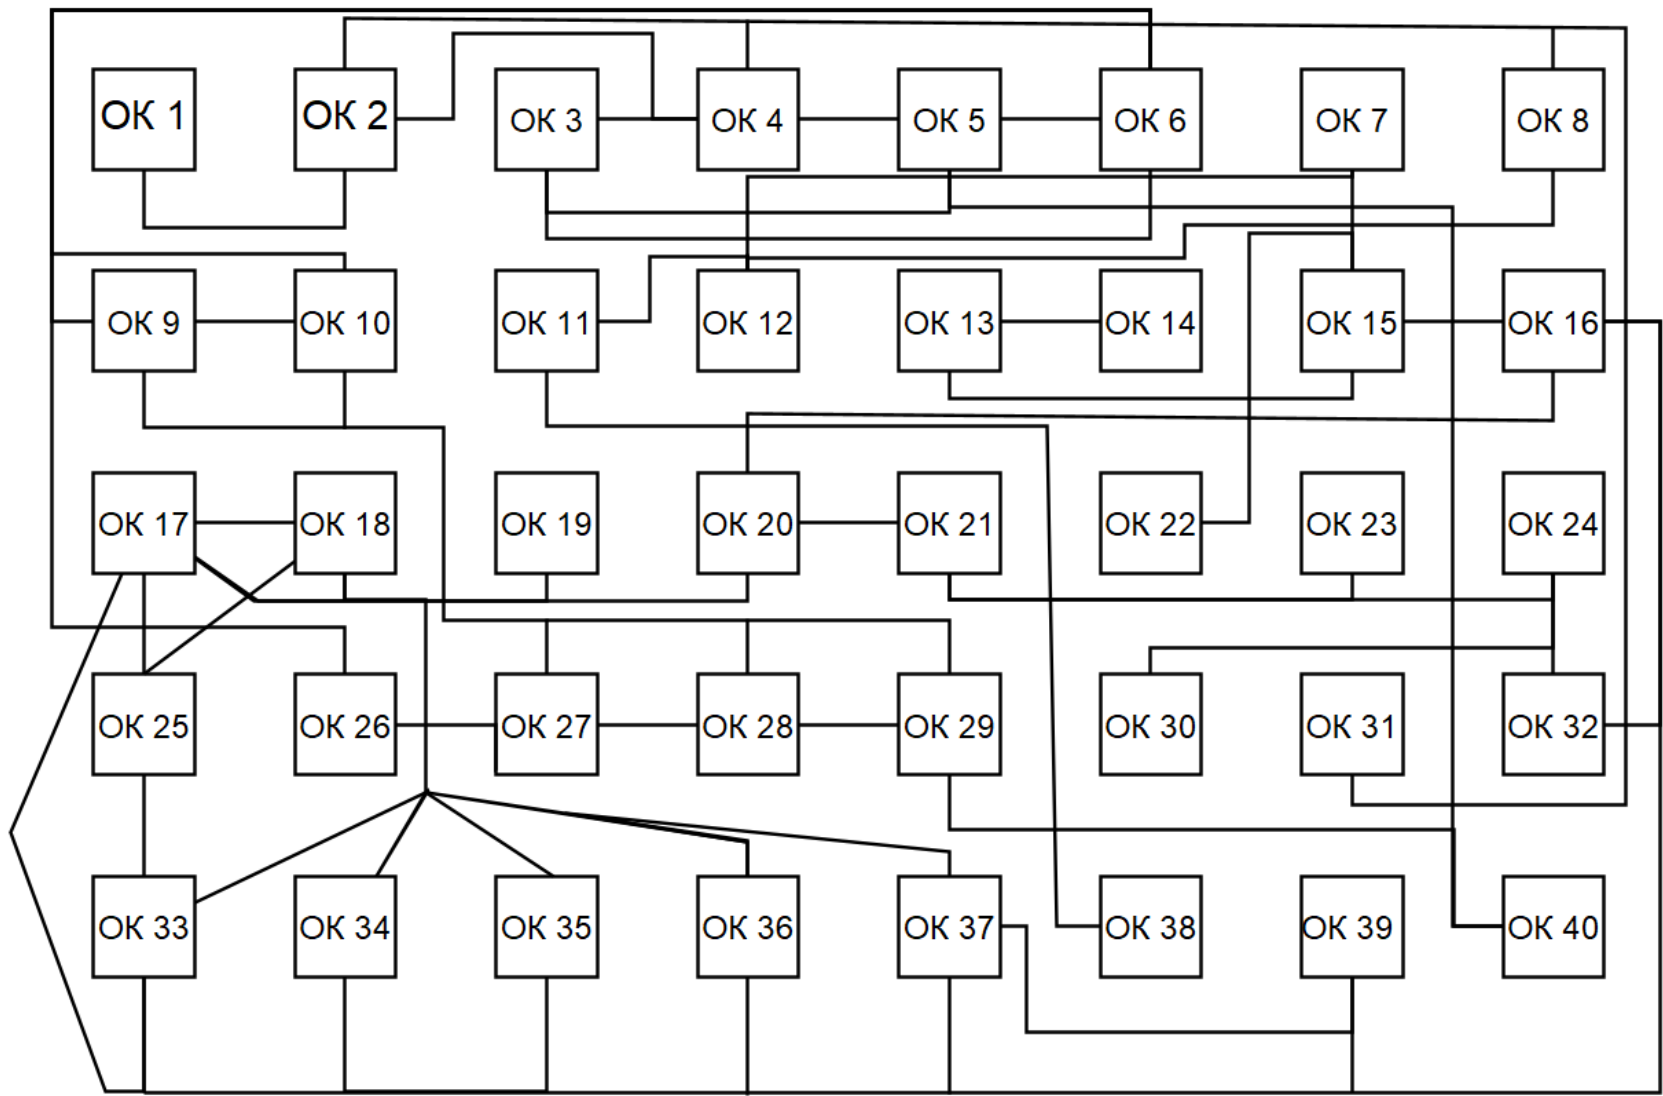 ОК 1
ОК 2
ОК 3
ОК 4
ОК 5
ОК 6
ОК 7
ОК 8
ОК 9
ОК 10
ОК 11
ОК 12
ОК 13
ОК 14
ОК 15
ОК 16
ОК 17
ОК 18
ОК 19
ОК 20
ОК 21
ОК 22
ОК 23
ОК 24
ОК 25
ОК 26
ОК 27
ОК 28
ОК 29
ОК 30
ОК 31
ОК 32
ОК 33
ОК 34
ОК 35
ОК 36
ОК 37
ОК 38
ОК 39
ОК 40